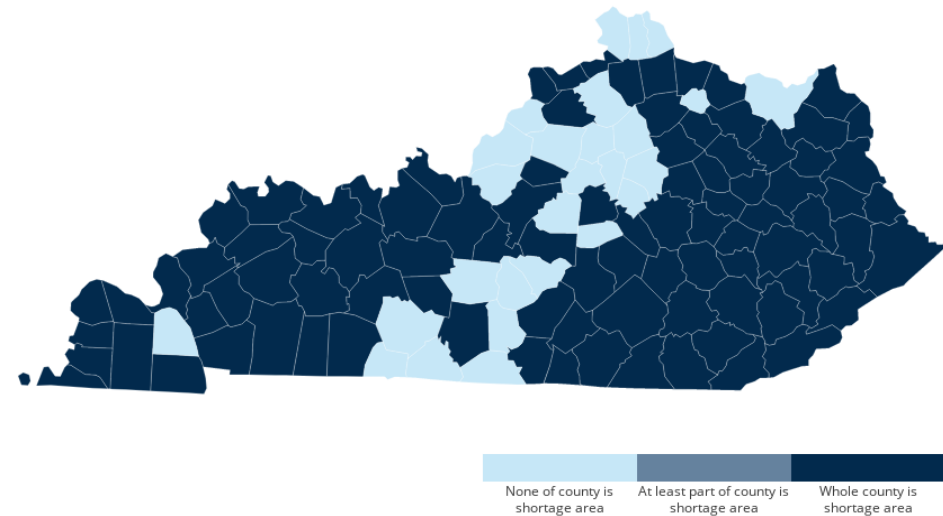 None of county is
shortage area
At least part of county is
shortage area
Whole county is
shortage area